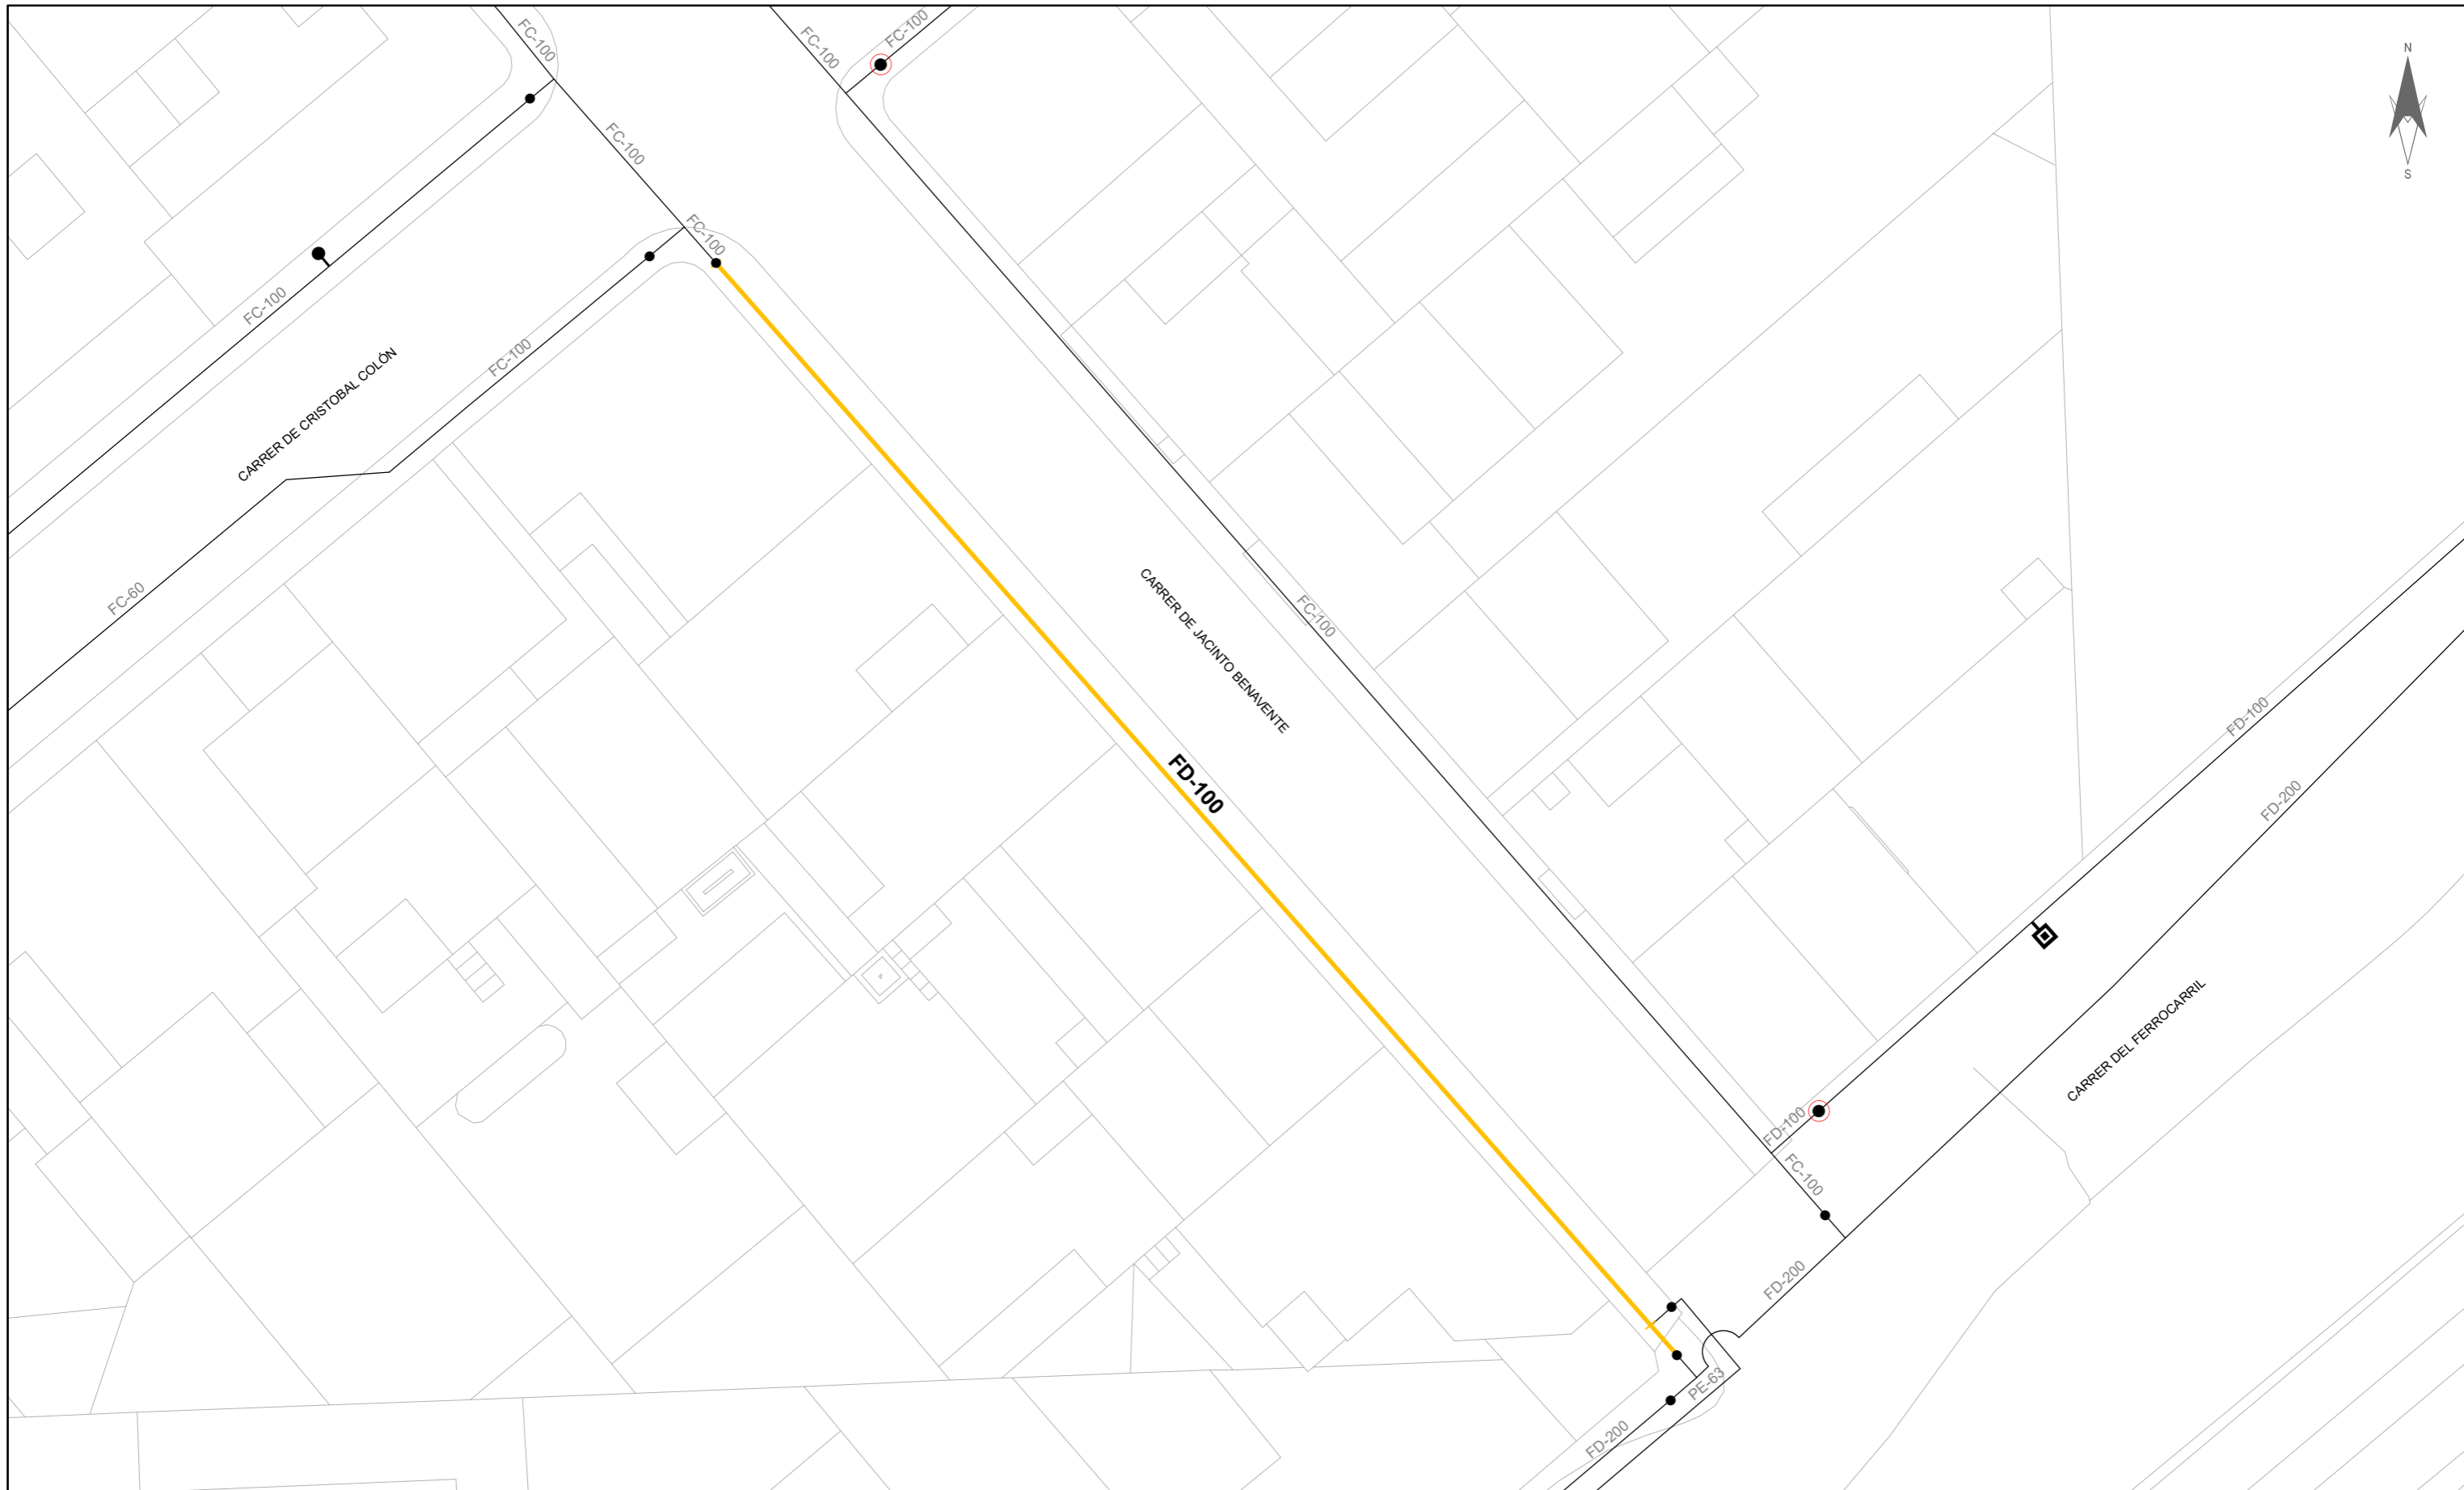 FC-100
FC-100
FC-100
N
S
FC-100
FC-100
FC-100
FC-100
CARRER DE CRISTOBAL COLÓN
FC-60
CARRER DE JACINTO BENAVENTE
FC-100
FD-100
FD-100
FD-200
CARRER DEL FERROCARRIL
FD-100
FC-100
FD-200
PE-63
FD-200